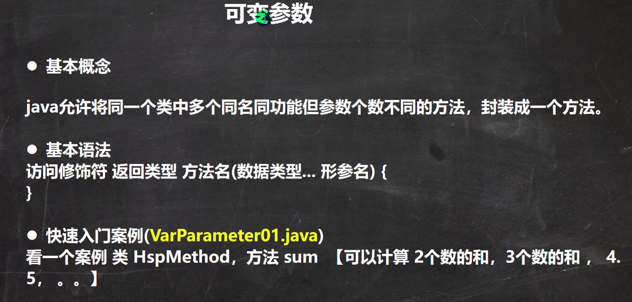 可变参数
● 基本概念
java允许将同一个类中多个同名同功能但参数个数不同的方法，封装成一个方法。
● 基本语法
访问修饰符 返回类型 方法名(数据类型... 形参名) {
}
● 快速入门案例(VarParameter01.java)
看一个案例 类 HspMethod，方法 sum 【可以计算 2个数的和，3个数的和 ， 4.
5， 。。】